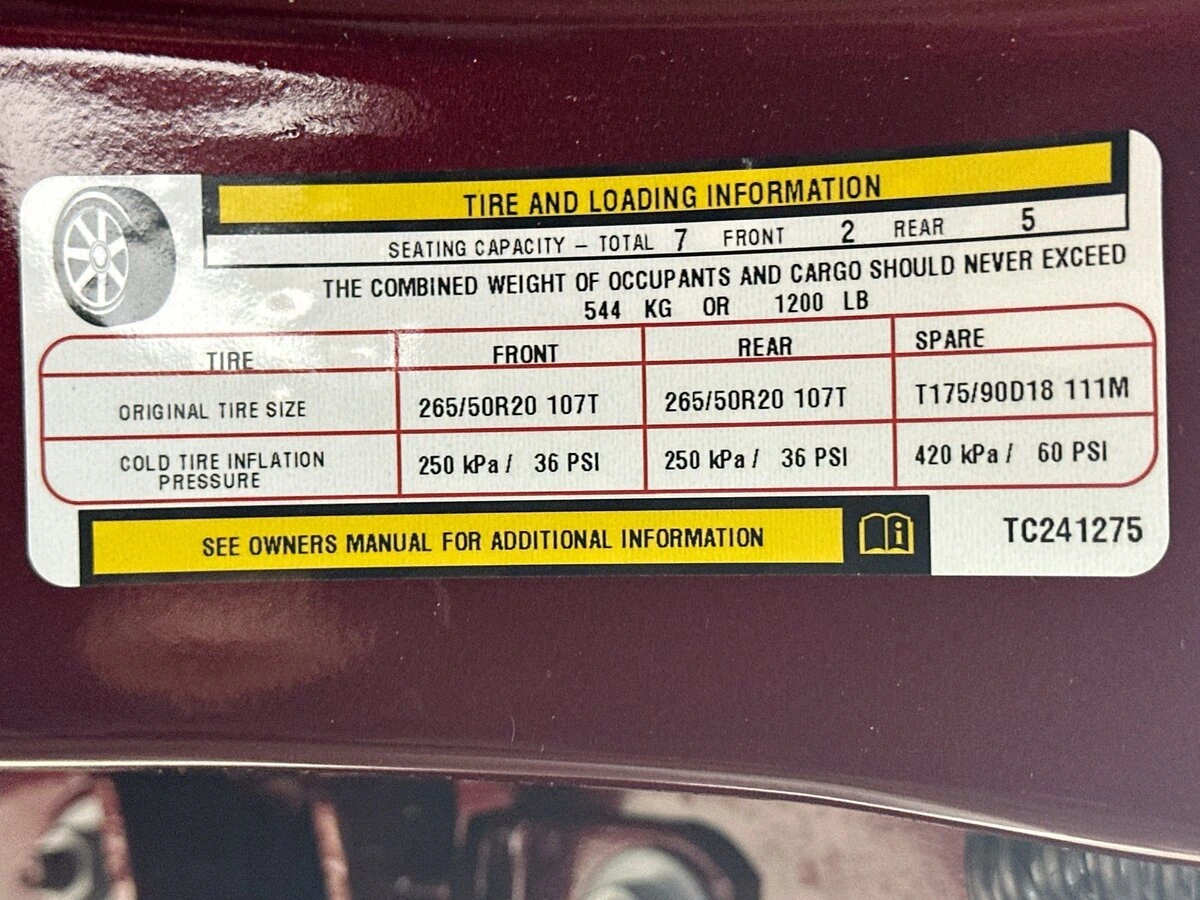 TIRE AND LOADING INFORMATION
SEATING CAPACITY – TOTAL 7 FRONT 2 REAR 5
THE COMBINED WEIGHT OF OCCUPANTS AND CARGO SHOULD NEVER EXCEED
544 KG OR 1200 LB
TIRE FRONT REAR SPARE
ORIGINAL TIRE SIZE 265/50R20 107T 265/50R20 107T T175/90D18 111M
COLD TIRE INFLATION PRESSURE 250 kPa / 36 PSI 250 kPa / 36 PSI 420 kPa / 60 PSI
SEE OWNERS MANUAL FOR ADDITIONAL INFORMATION
TC241275